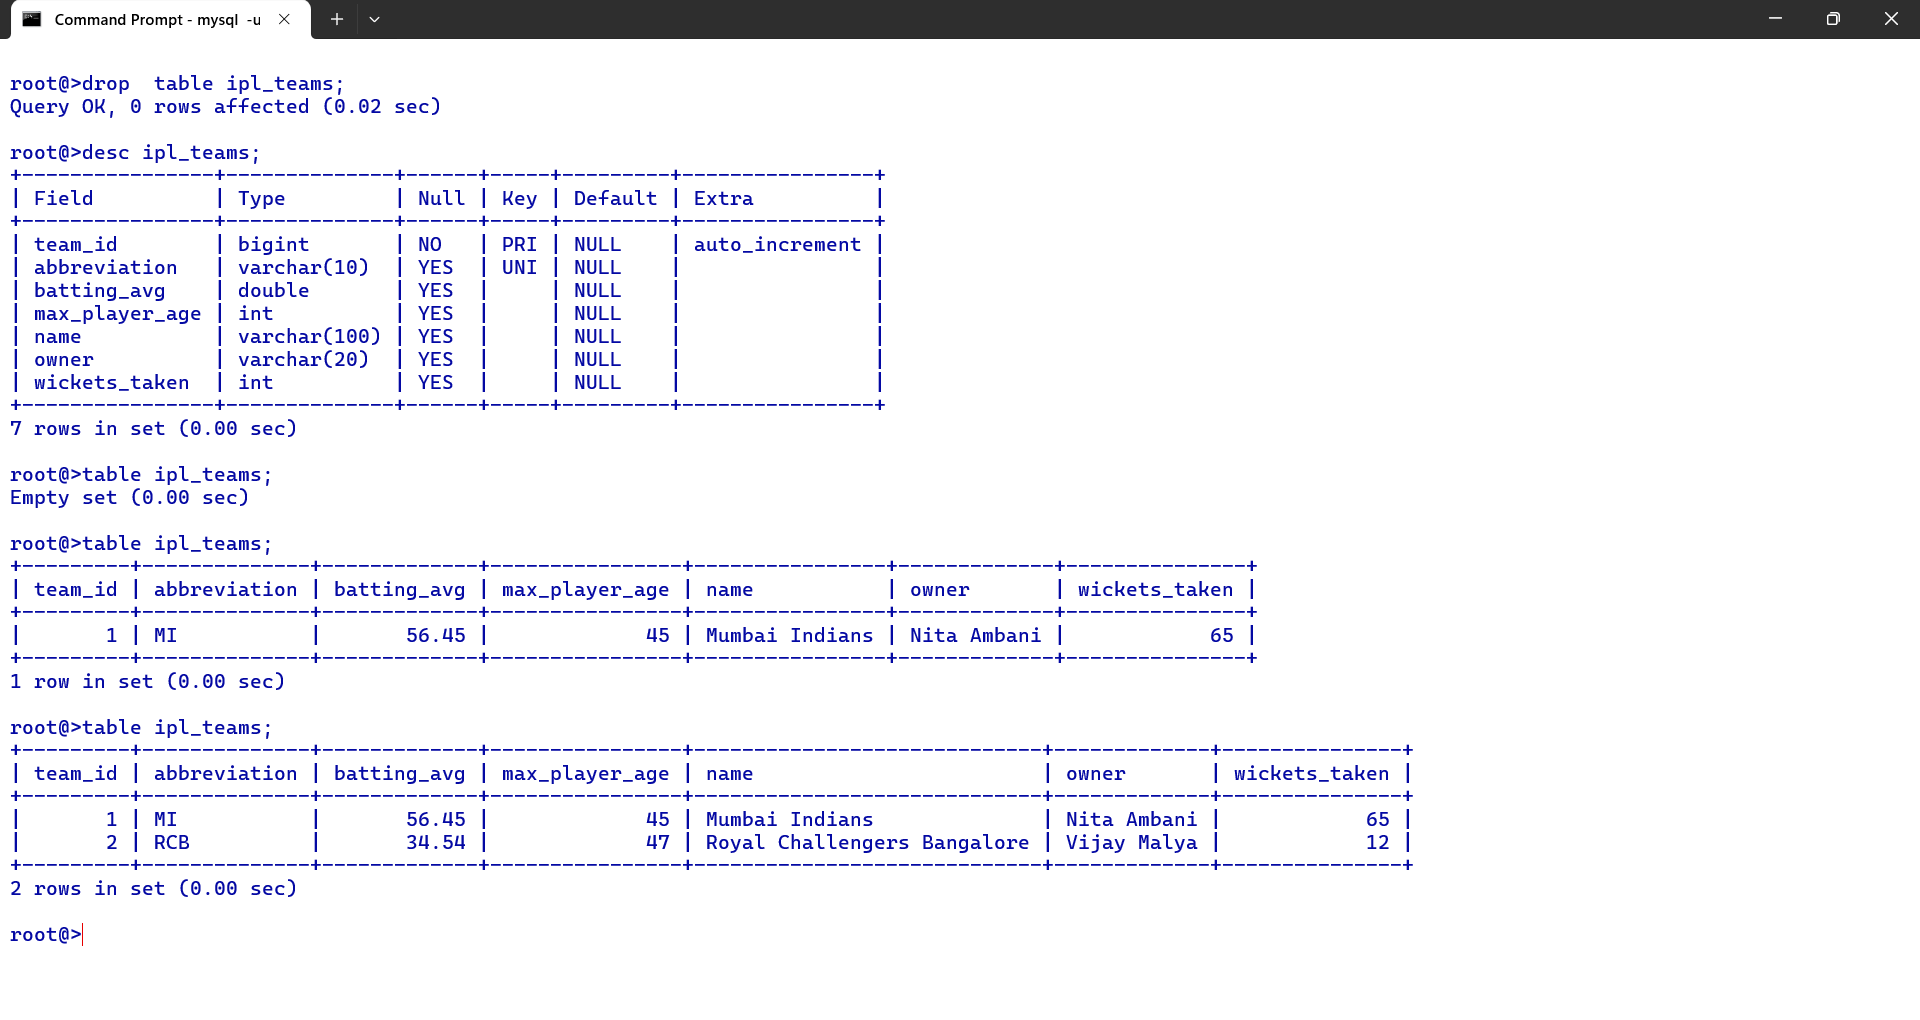 Command Prompt - mysql  -u
root@>drop  table ipl_teams;
Query OK, 0 rows affected (0.02 sec)
root@>desc ipl_teams;
+----------------+--------------+------+-----+---------+----------------+
| Field          | Type         | Null | Key | Default | Extra          |
+----------------+--------------+------+-----+---------+----------------+
| team_id        | bigint       | NO   | PRI | NULL    | auto_increment |
| abbreviation   | varchar(10)  | YES  | UNI | NULL    |                |
| batting_avg    | double       | YES  |     | NULL    |                |
| max_player_age | int          | YES  |     | NULL    |                |
| name           | varchar(100) | YES  |     | NULL    |                |
| owner          | varchar(20)  | YES  |     | NULL    |                |
| wickets_taken  | int          | YES  |     | NULL    |                |
+----------------+--------------+------+-----+---------+----------------+
7 rows in set (0.00 sec)
root@>table ipl_teams;
Empty set (0.00 sec)
root@>table ipl_teams;
+---------+--------------+-------------+----------------+----------------+-------------+---------------+
| team_id | abbreviation | batting_avg | max_player_age | name           | owner       | wickets_taken |
+---------+--------------+-------------+----------------+----------------+-------------+---------------+
|       1 | MI           |       56.45 |             45 | Mumbai Indians | Nita Ambani |            65 |
+---------+--------------+-------------+----------------+----------------+-------------+---------------+
1 row in set (0.00 sec)
root@>table ipl_teams;
+---------+--------------+-------------+----------------+-----------------------------+-------------+---------------+
| team_id | abbreviation | batting_avg | max_player_age | name                        | owner       | wickets_taken |
+---------+--------------+-------------+----------------+-----------------------------+-------------+---------------+
|       1 | MI           |       56.45 |             45 | Mumbai Indians              | Nita Ambani |            65 |
|       2 | RCB          |       34.54 |             47 | Royal Challengers Bangalore | Vijay Malya |            12 |
+---------+--------------+-------------+----------------+-----------------------------+-------------+---------------+
2 rows in set (0.00 sec)
root@>